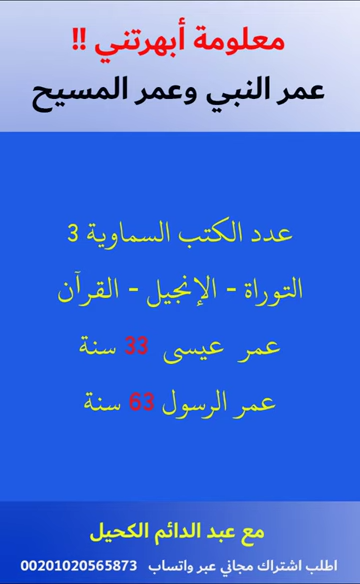 معلومة أبهرتني !!
عمر النبي وعمر المسيح
عدد الكتب السماوية 3
التوراة - الإنجيل - القرآن
عمر عيسى 33 سنة
عمر الرسول 63 سنة
مع عبد الدائم الكحيل
اطلب اشتراك مجاني عبر واتساب 00201020565873